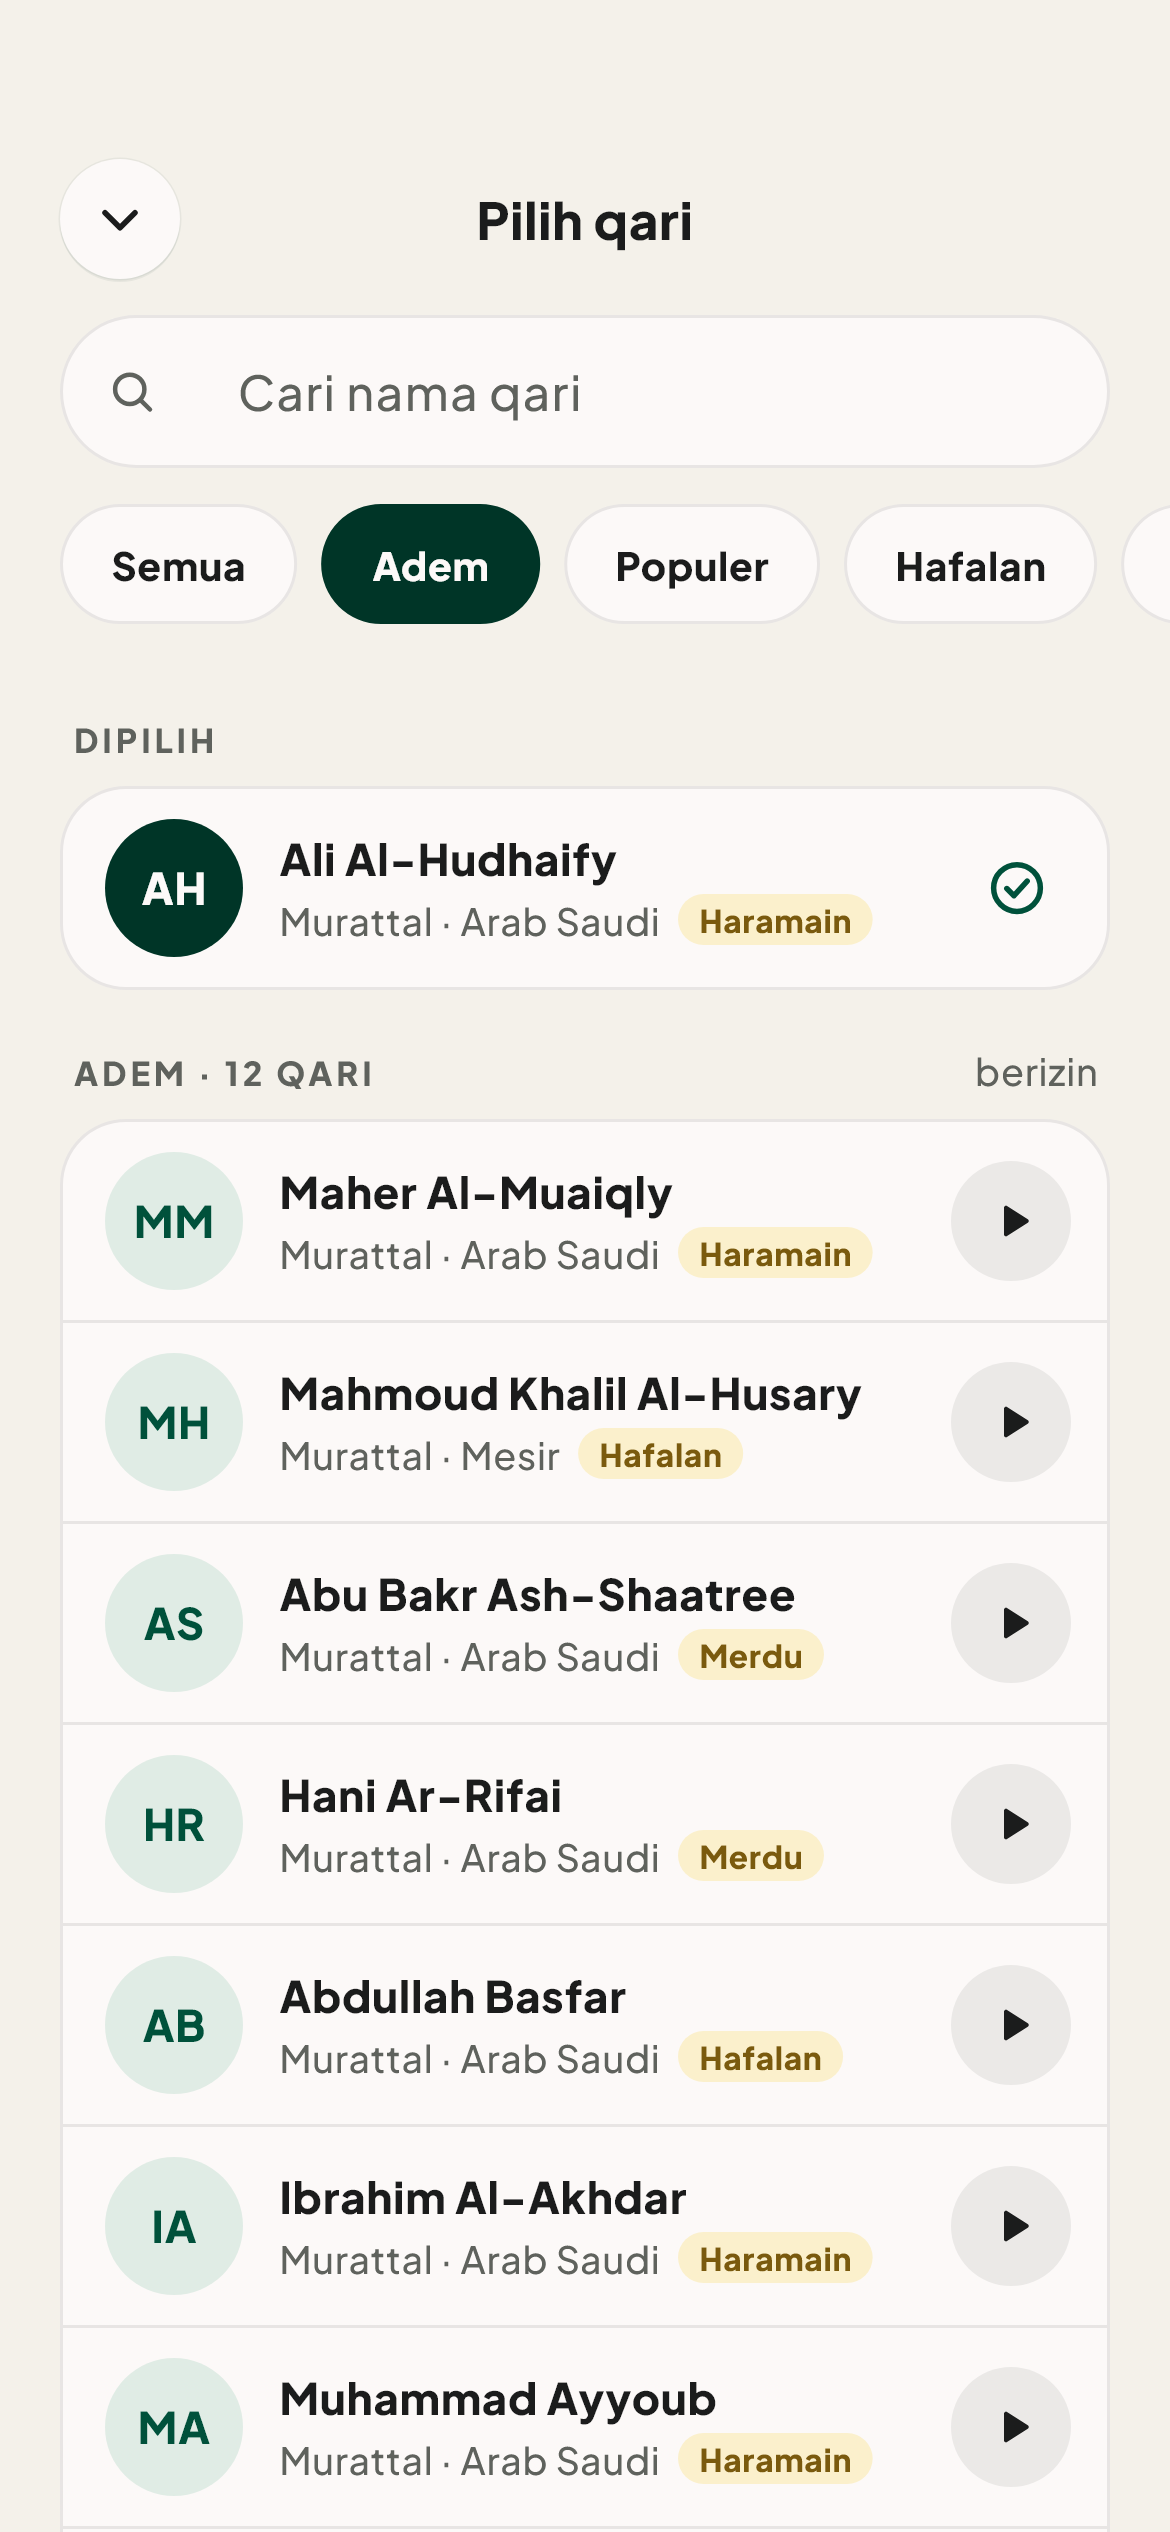 Pilih qari
Cari nama qari
Semua
Adem
Populer
Hafalan
DIPILIH
AH
Ali Al-Hudhaify
Murattal · Arab Saudi
Haramain
ADEM · 12 QARI
berizin
MM
Maher Al-Muaiqly
Murattal · Arab Saudi
Haramain
MH
Mahmoud Khalil Al-Husary
Murattal · Mesir
Hafalan
AS
Abu Bakr Ash-Shaatree
Murattal · Arab Saudi
Merdu
HR
Hani Ar-Rifai
Murattal · Arab Saudi
Merdu
AB
Abdullah Basfar
Murattal · Arab Saudi
Hafalan
IA
Ibrahim Al-Akhdar
Murattal · Arab Saudi
Haramain
MA
Muhammad Ayyoub
Murattal · Arab Saudi
Haramain